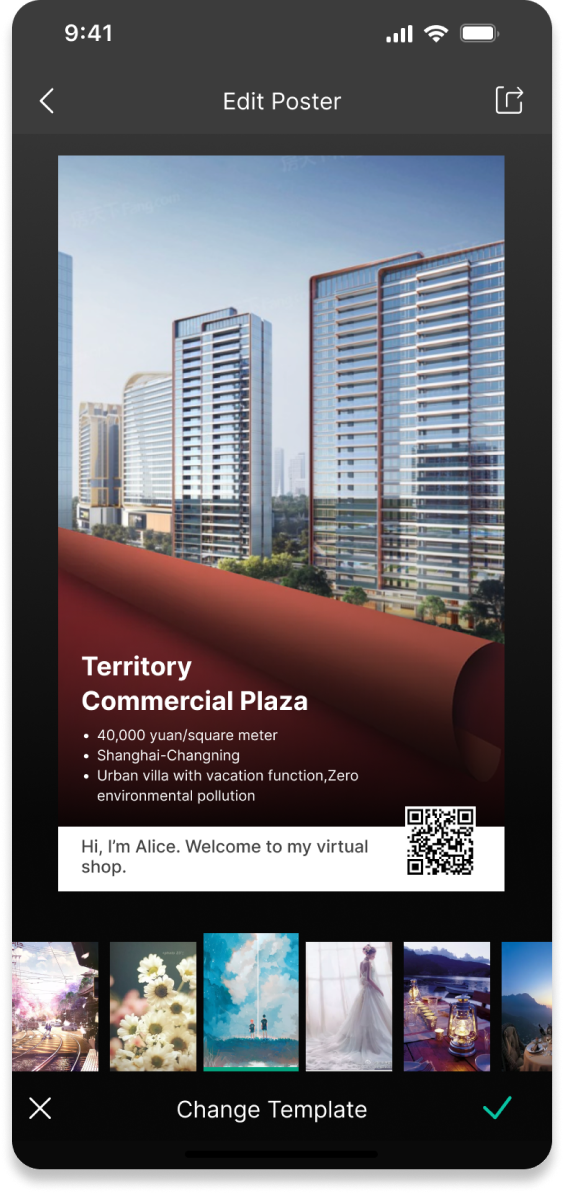 9:41
Edit Poster
Territory
Commercial Plaza
• 40,000 yuan/square meter
• Shanghai-Changning
• Urban villa with vacation function,Zero
environmental pollution
Hi, I’m Alice. Welcome to my virtual
shop.
Change Template